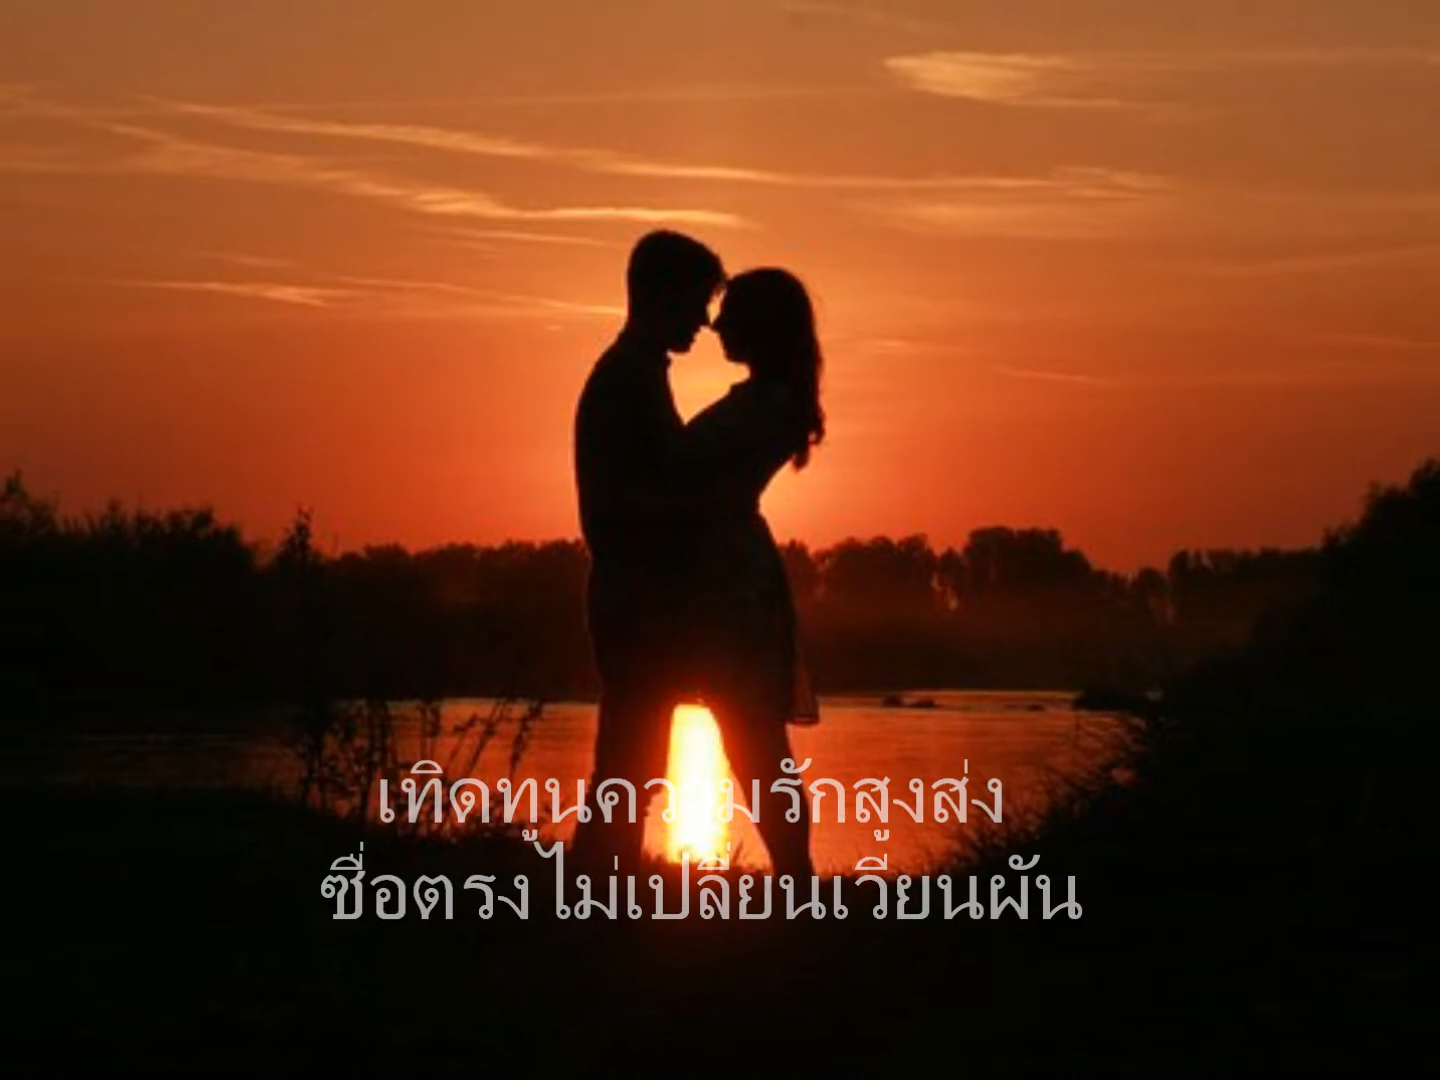 เทิดทูนความรักสูงส่ง
ซื่อตรงไม่เปลี่ยนเวียนผัน